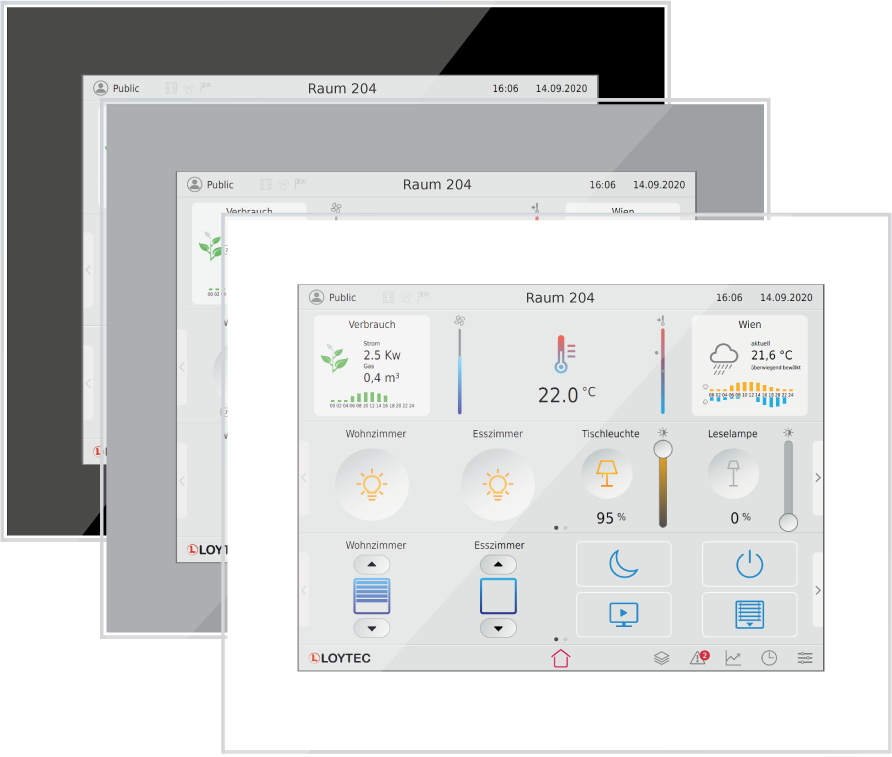 Public Raum 204 16:06 14.09.2020
Public Raum 204 16:06 14.09.2020
Verbrauch Wien
LOYT
Public Raum 204 16:06 14.09.2020
Verbrauch
Strom
2.5 Kw
Gas
0,4 m³
00 02 04 06 08 10 12 14 16 18 20 22 24
22.0 °C
Wien
aktuell
21,6 °C
überwiegend bewölkt
00 02 04 06 08 10 12 14 16 18 20 22 24
Wohnzimmer Esszimmer Tischleuchte Leselampe
95 % 0 %
Wohnzimmer Esszimmer
LOYTEC 2